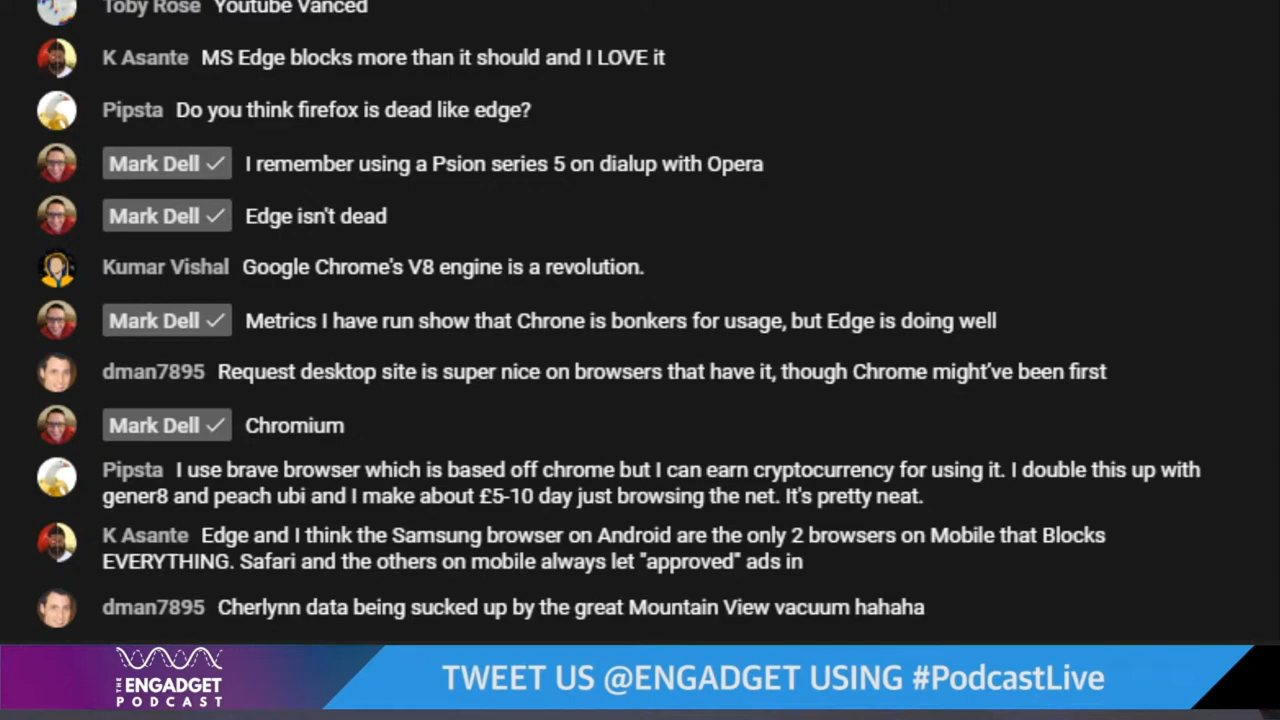 Toby Rose Youtube Vanced
K Asante MS Edge blocks more than it should and I LOVE it
Pipsta Do you think firefox is dead like edge?
Mark Dell ✓ I remember using a Psion series 5 on dialup with Opera
Mark Dell ✓ Edge isn't dead
Kumar Vishal Google Chrome's V8 engine is a revolution.
Mark Dell ✓ Metrics I have run show that Chrone is bonkers for usage, but Edge is doing well
dman7895 Request desktop site is super nice on browsers that have it, though Chrome might've been first
Mark Dell ✓ Chromium
Pipsta I use brave browser which is based off chrome but I can earn cryptocurrency for using it. I double this up with
gener8 and peach ubi and I make about £5-10 day just browsing the net. It's pretty neat.
K Asante Edge and I think the Samsung browser on Android are the only 2 browsers on Mobile that Blocks
EVERYTHING. Safari and the others on mobile always let "approved" ads in
dman7895 Cherlynn data being sucked up by the great Mountain View vacuum hahaha
THE ENGADGET
PODCAST
TWEET US @ENGADGET USING #PodcastLive